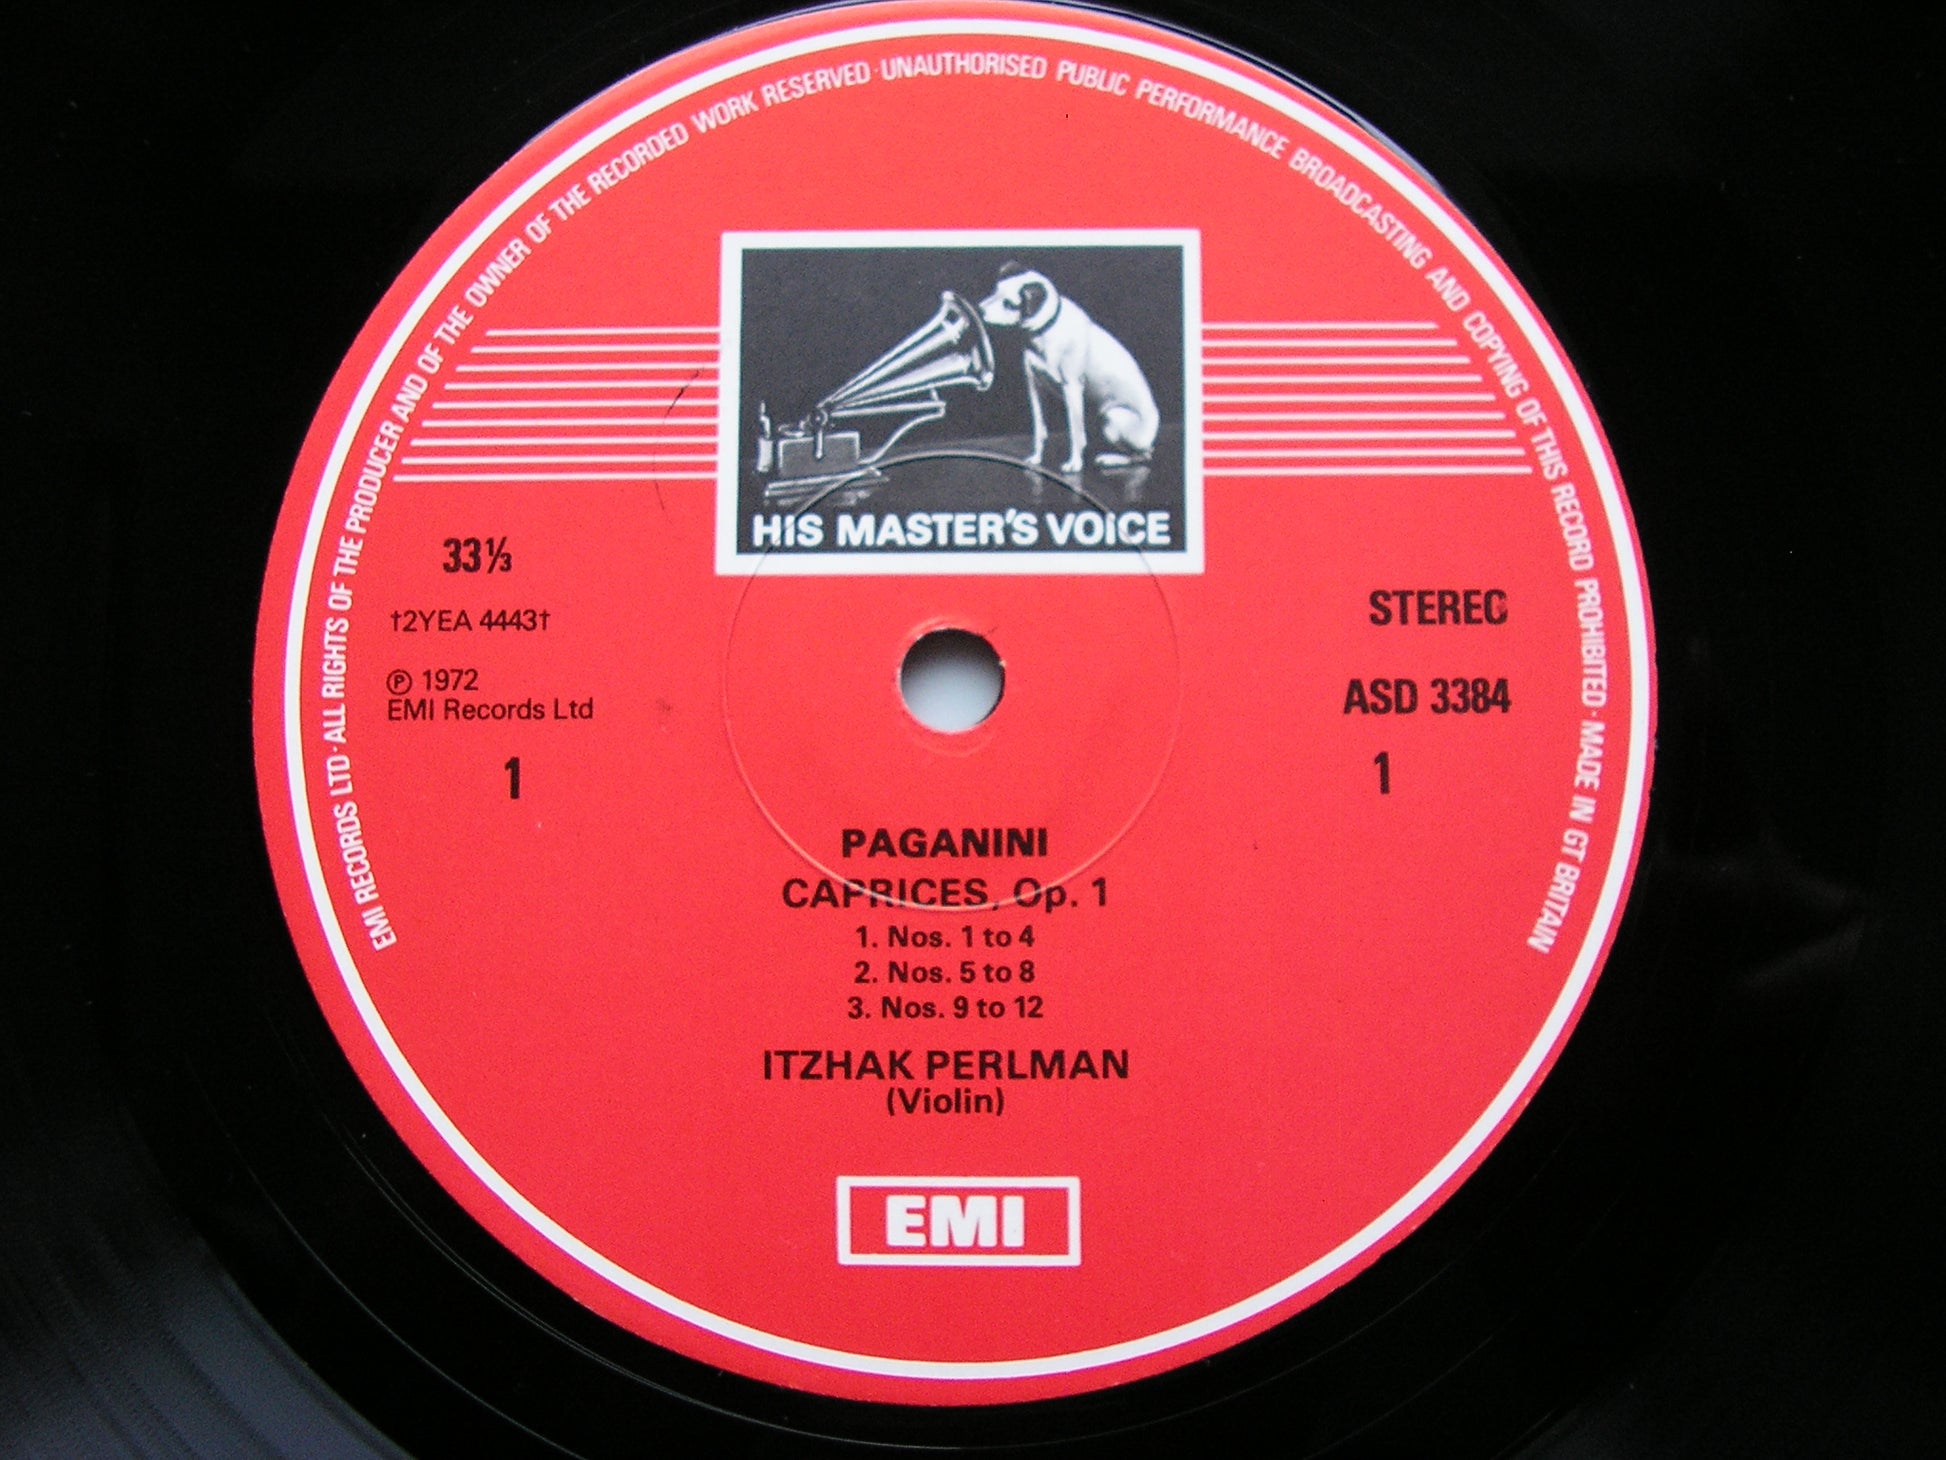 EMI RECORDS LTD · ALL RIGHTS OF THE PRODUCER AND OF THE OWNER OF THE RECORDED WORK RESERVED · UNAUTHORISED PUBLIC PERFORMANCE BROADCASTING AND COPYING OF THIS RECORD PROHIBITED · MADE IN GT BRITAIN
HIS MASTER'S VOICE
33⅓
†2YEA 4443†
℗ 1972
EMI Records Ltd
1
STEREO
ASD 3384
1
PAGANINI
CAPRICES, Op. 1
1. Nos. 1 to 4
2. Nos. 5 to 8
3. Nos. 9 to 12
ITZHAK PERLMAN
(Violin)
EMI